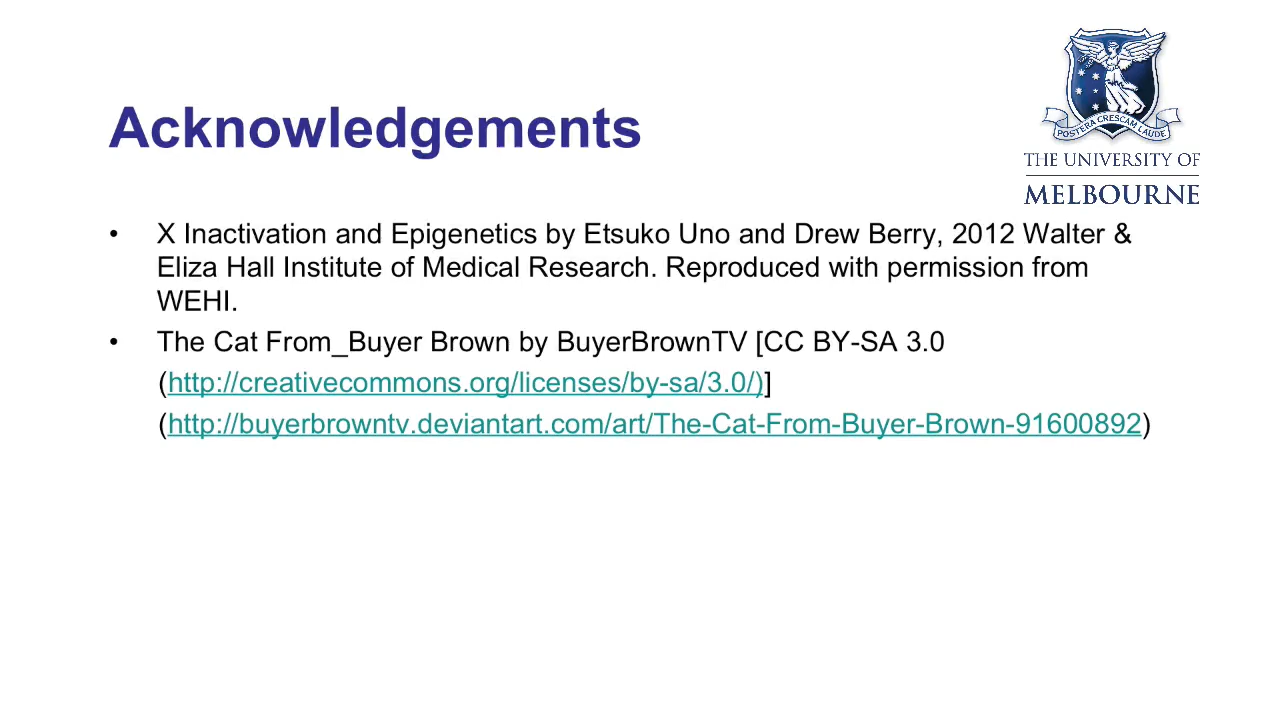 POSTERA CRESCAM LAUDE
THE UNIVERSITY OF
MELBOURNE
Acknowledgements
• X Inactivation and Epigenetics by Etsuko Uno and Drew Berry, 2012 Walter &
Eliza Hall Institute of Medical Research. Reproduced with permission from
WEHI.
• The Cat From_Buyer Brown by BuyerBrownTV [CC BY-SA 3.0
(http://creativecommons.org/licenses/by-sa/3.0/)]
(http://buyerbrowntv.deviantart.com/art/The-Cat-From-Buyer-Brown-91600892)